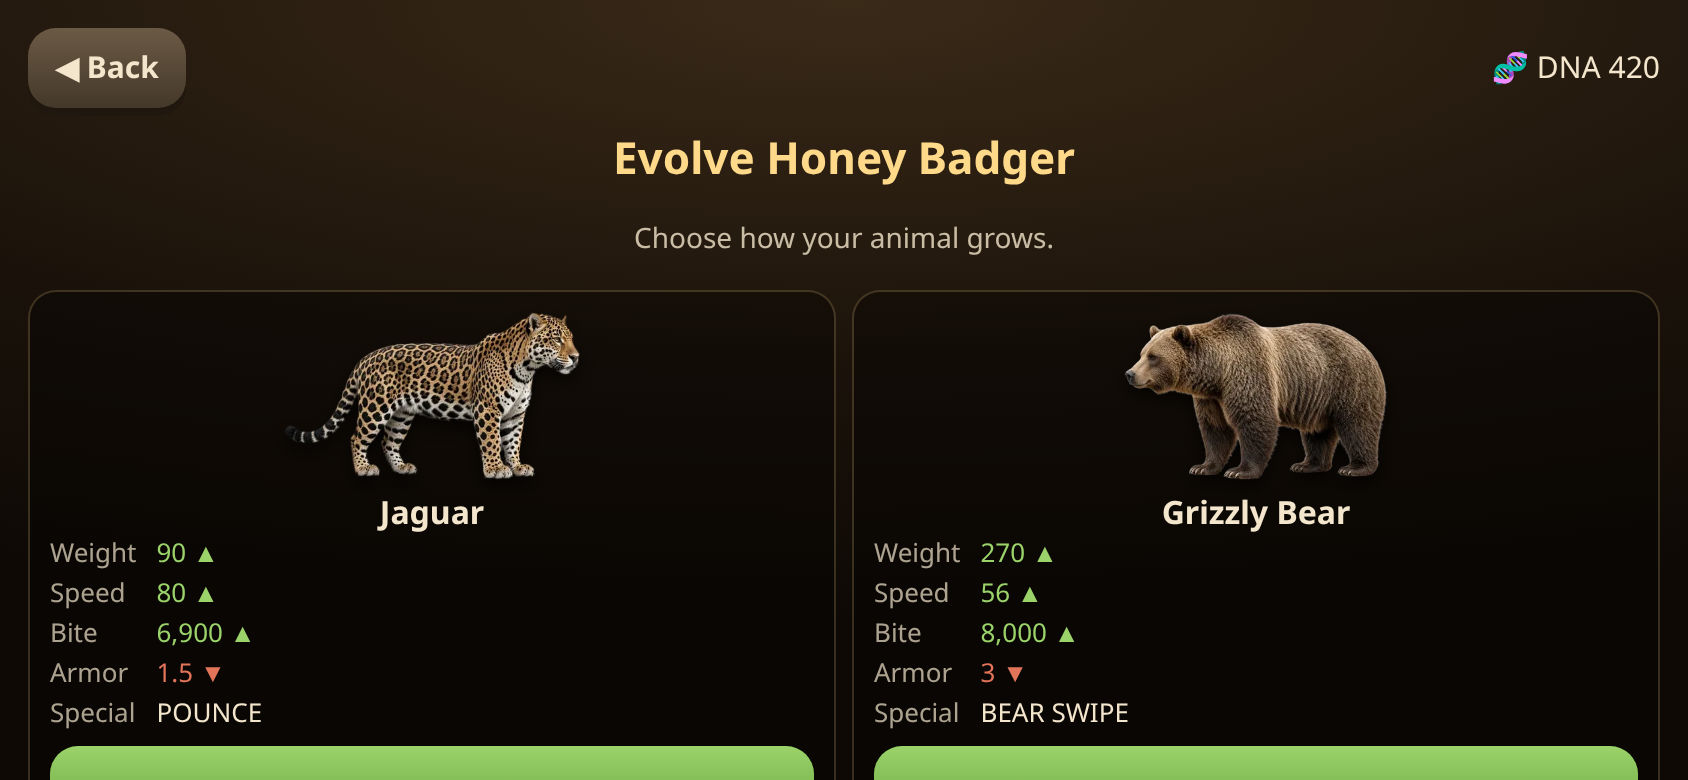 ◀ Back
DNA 420
Evolve Honey Badger
Choose how your animal grows.
Jaguar
Weight 90 ▲
Speed 80 ▲
Bite 6,900 ▲
Armor 1.5 ▼
Special POUNCE
Grizzly Bear
Weight 270 ▲
Speed 56 ▲
Bite 8,000 ▲
Armor 3 ▼
Special BEAR SWIPE